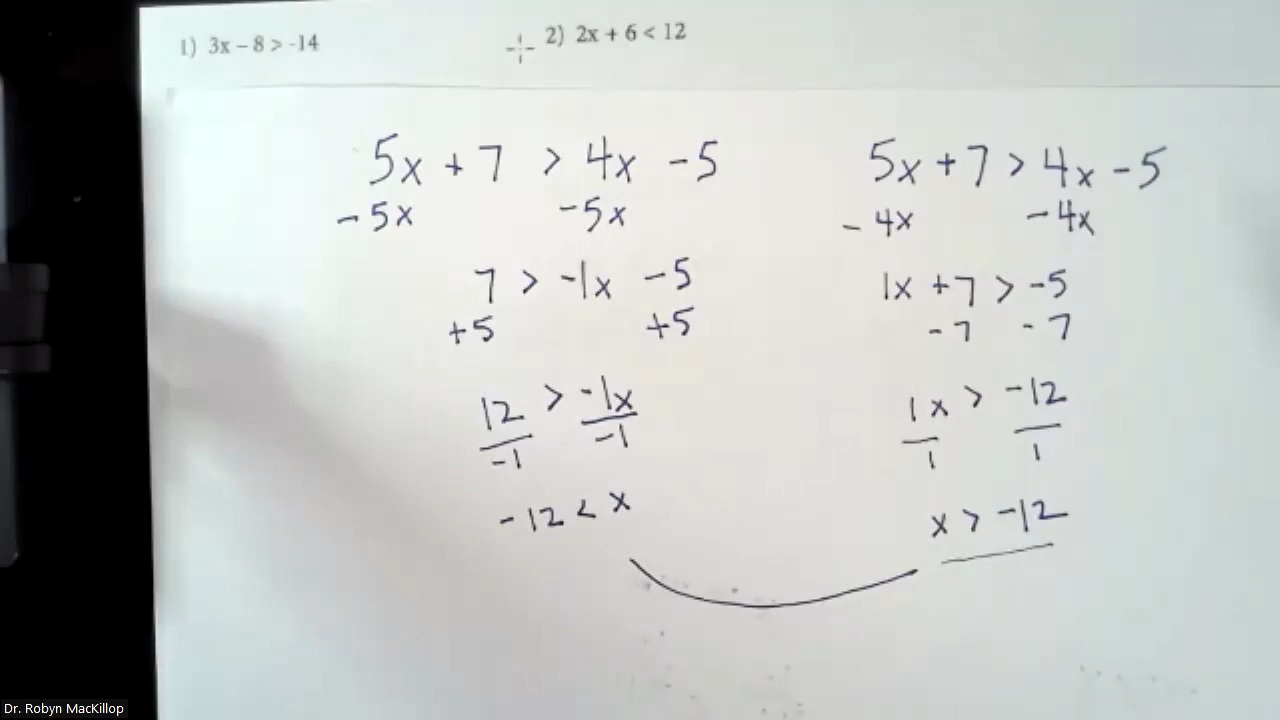 1) 3x – 8 > -14
2) 2x + 6 < 12
5x + 7 > 4x - 5
- 5x - 5x
7 > -1x - 5
+5 +5
12 > -1x
-1 -1
-12 < x
5x + 7 > 4x - 5
- 4x - 4x
1x + 7 > -5
- 7 - 7
1x > -12
1 1
x > -12
Dr. Robyn MacKillop